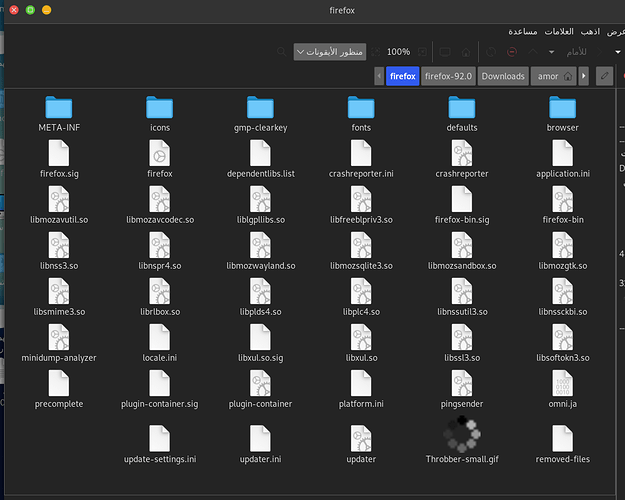 firefox
عرض اذهب العلامات مساعدة
منظور الأيقونات 100% للأمام
firefox firefox-92.0 Downloads amor
META-INF icons gmp-clearkey fonts defaults browser
firefox.sig firefox dependentlibs.list crashreporter.ini crashreporter application.ini
libmozavutil.so libmozavcodec.so liblgpllibs.so libfreeblpriv3.so firefox-bin.sig firefox-bin
libnss3.so libnspr4.so libmozwayland.so libmozsqlite3.so libmozsandbox.so libmozgtk.so
libsmime3.so librlbox.so libplds4.so libplc4.so libnssutil3.so libnssckbi.so
minidump-analyzer locale.ini libxul.so.sig libxul.so libssl3.so libsoftokn3.so
precomplete plugin-container.sig plugin-container platform.ini pingsender omni.ja
update-settings.ini updater.ini updater Throbber-small.gif removed-files